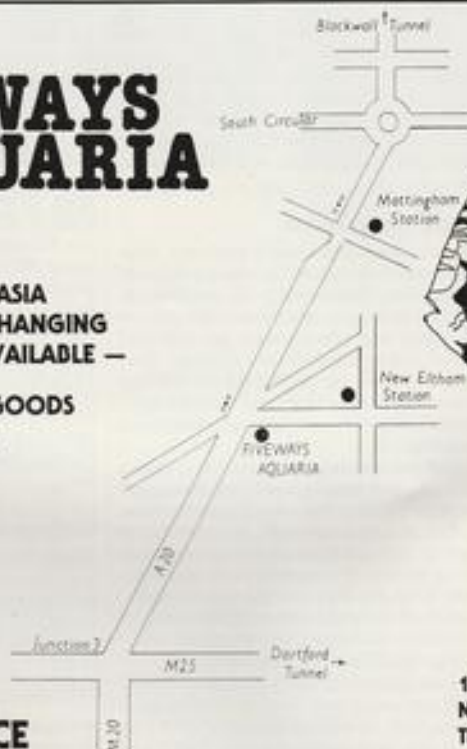 Blackwall Tunnel
WAYS
UARIA
South Circular
Mottingham
Station
ASIA
HANGING
VAILABLE —
GOODS
New Eltham
Station
FIVEWAYS
AQUARIA
A20
Junction 3
M25
Dartford
Tunnel
M20
CE
1
N
T